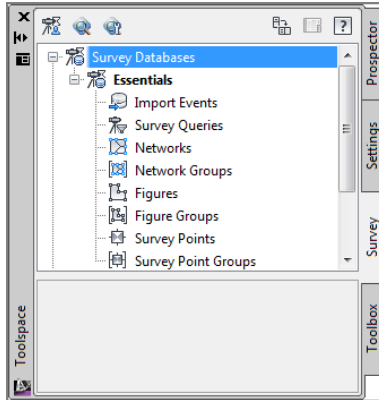 Survey Databases
Essentials
Import Events
Survey Queries
Networks
Network Groups
Figures
Figure Groups
Survey Points
Survey Point Groups
Prospector
Settings
Survey
Toolbox
Toolspace
?